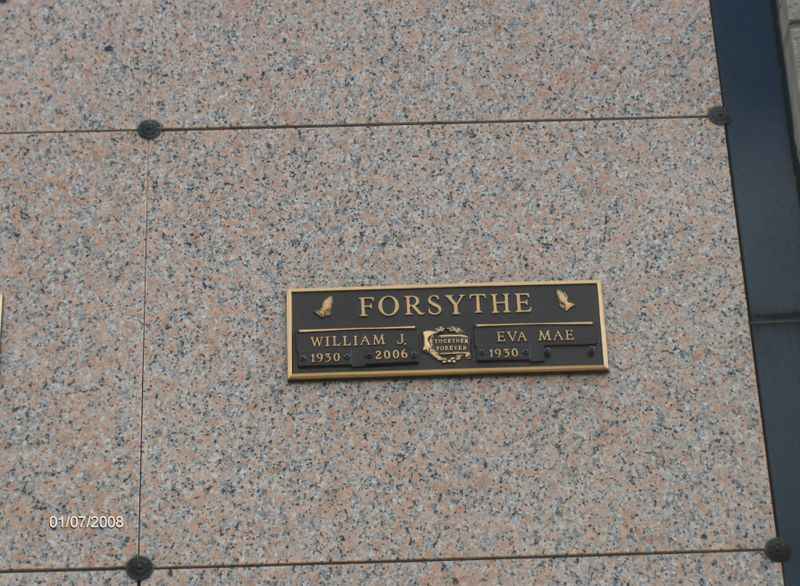 FORSYTHE
WILLIAM J.
1930 2006
TOGETHER
FOREVER
EVA MAE
1930
01/07/2008